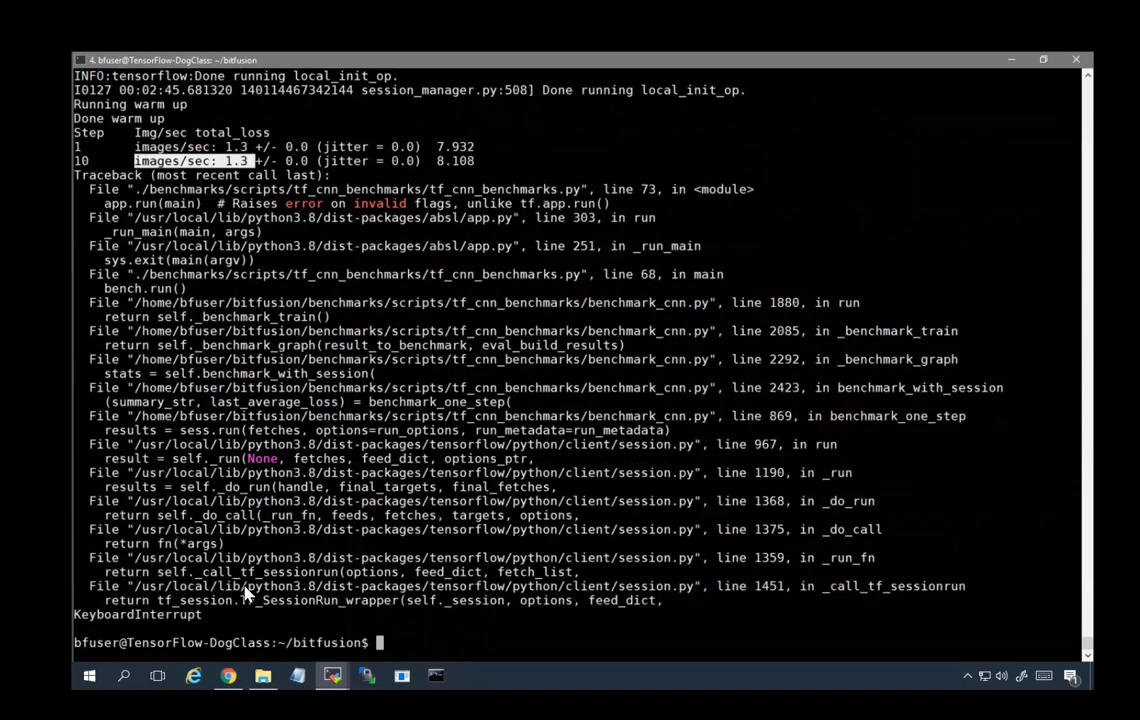 4. bfuser@TensorFlow-DogClass: ~/bitfusion
INFO:tensorflow:Done running local_init_op.
I0127 00:02:45.681320 140114467342144 session_manager.py:508] Done running local_init_op.
Running warm up
Done warm up
Step    Img/sec total_loss
1       images/sec: 1.3 +/- 0.0 (jitter = 0.0)  7.932
10      images/sec: 1.3 +/- 0.0 (jitter = 0.0)  8.108
Traceback (most recent call last):
  File "./benchmarks/scripts/tf_cnn_benchmarks/tf_cnn_benchmarks.py", line 73, in <module>
    app.run(main)  # Raises error on invalid flags, unlike tf.app.run()
  File "/usr/local/lib/python3.8/dist-packages/absl/app.py", line 303, in run
    _run_main(main, args)
  File "/usr/local/lib/python3.8/dist-packages/absl/app.py", line 251, in _run_main
    sys.exit(main(argv))
  File "./benchmarks/scripts/tf_cnn_benchmarks/tf_cnn_benchmarks.py", line 68, in main
    bench.run()
  File "/home/bfuser/bitfusion/benchmarks/scripts/tf_cnn_benchmarks/benchmark_cnn.py", line 1880, in run
    return self._benchmark_train()
  File "/home/bfuser/bitfusion/benchmarks/scripts/tf_cnn_benchmarks/benchmark_cnn.py", line 2085, in _benchmark_train
    return self._benchmark_graph(result_to_benchmark, eval_build_results)
  File "/home/bfuser/bitfusion/benchmarks/scripts/tf_cnn_benchmarks/benchmark_cnn.py", line 2292, in _benchmark_graph
    stats = self.benchmark_with_session(
  File "/home/bfuser/bitfusion/benchmarks/scripts/tf_cnn_benchmarks/benchmark_cnn.py", line 2423, in benchmark_with_session
    (summary_str, last_average_loss) = benchmark_one_step(
  File "/home/bfuser/bitfusion/benchmarks/scripts/tf_cnn_benchmarks/benchmark_cnn.py", line 869, in benchmark_one_step
    results = sess.run(fetches, options=run_options, run_metadata=run_metadata)
  File "/usr/local/lib/python3.8/dist-packages/tensorflow/python/client/session.py", line 967, in run
    result = self._run(None, fetches, feed_dict, options_ptr,
  File "/usr/local/lib/python3.8/dist-packages/tensorflow/python/client/session.py", line 1190, in _run
    results = self._do_run(handle, final_targets, final_fetches,
  File "/usr/local/lib/python3.8/dist-packages/tensorflow/python/client/session.py", line 1368, in _do_run
    return self._do_call(_run_fn, feeds, fetches, targets, options,
  File "/usr/local/lib/python3.8/dist-packages/tensorflow/python/client/session.py", line 1375, in _do_call
    return fn(*args)
  File "/usr/local/lib/python3.8/dist-packages/tensorflow/python/client/session.py", line 1359, in _run_fn
    return self._call_tf_sessionrun(options, feed_dict, fetch_list,
  File "/usr/local/lib/python3.8/dist-packages/tensorflow/python/client/session.py", line 1451, in _call_tf_sessionrun
    return tf_session.TF_SessionRun_wrapper(self._session, options, feed_dict,
KeyboardInterrupt
bfuser@TensorFlow-DogClass:~/bitfusion$